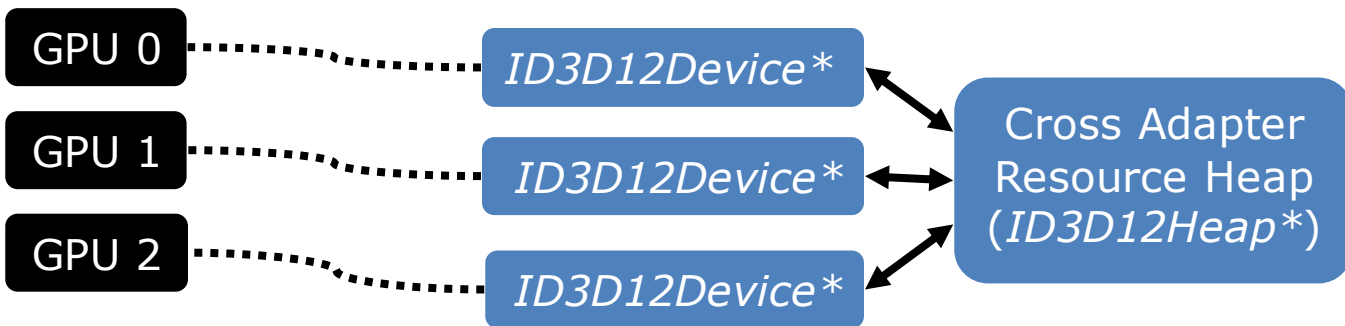 GPU 0
ID3D12Device*
GPU 1
ID3D12Device*
GPU 2
ID3D12Device*
Cross Adapter
Resource Heap
(ID3D12Heap*)